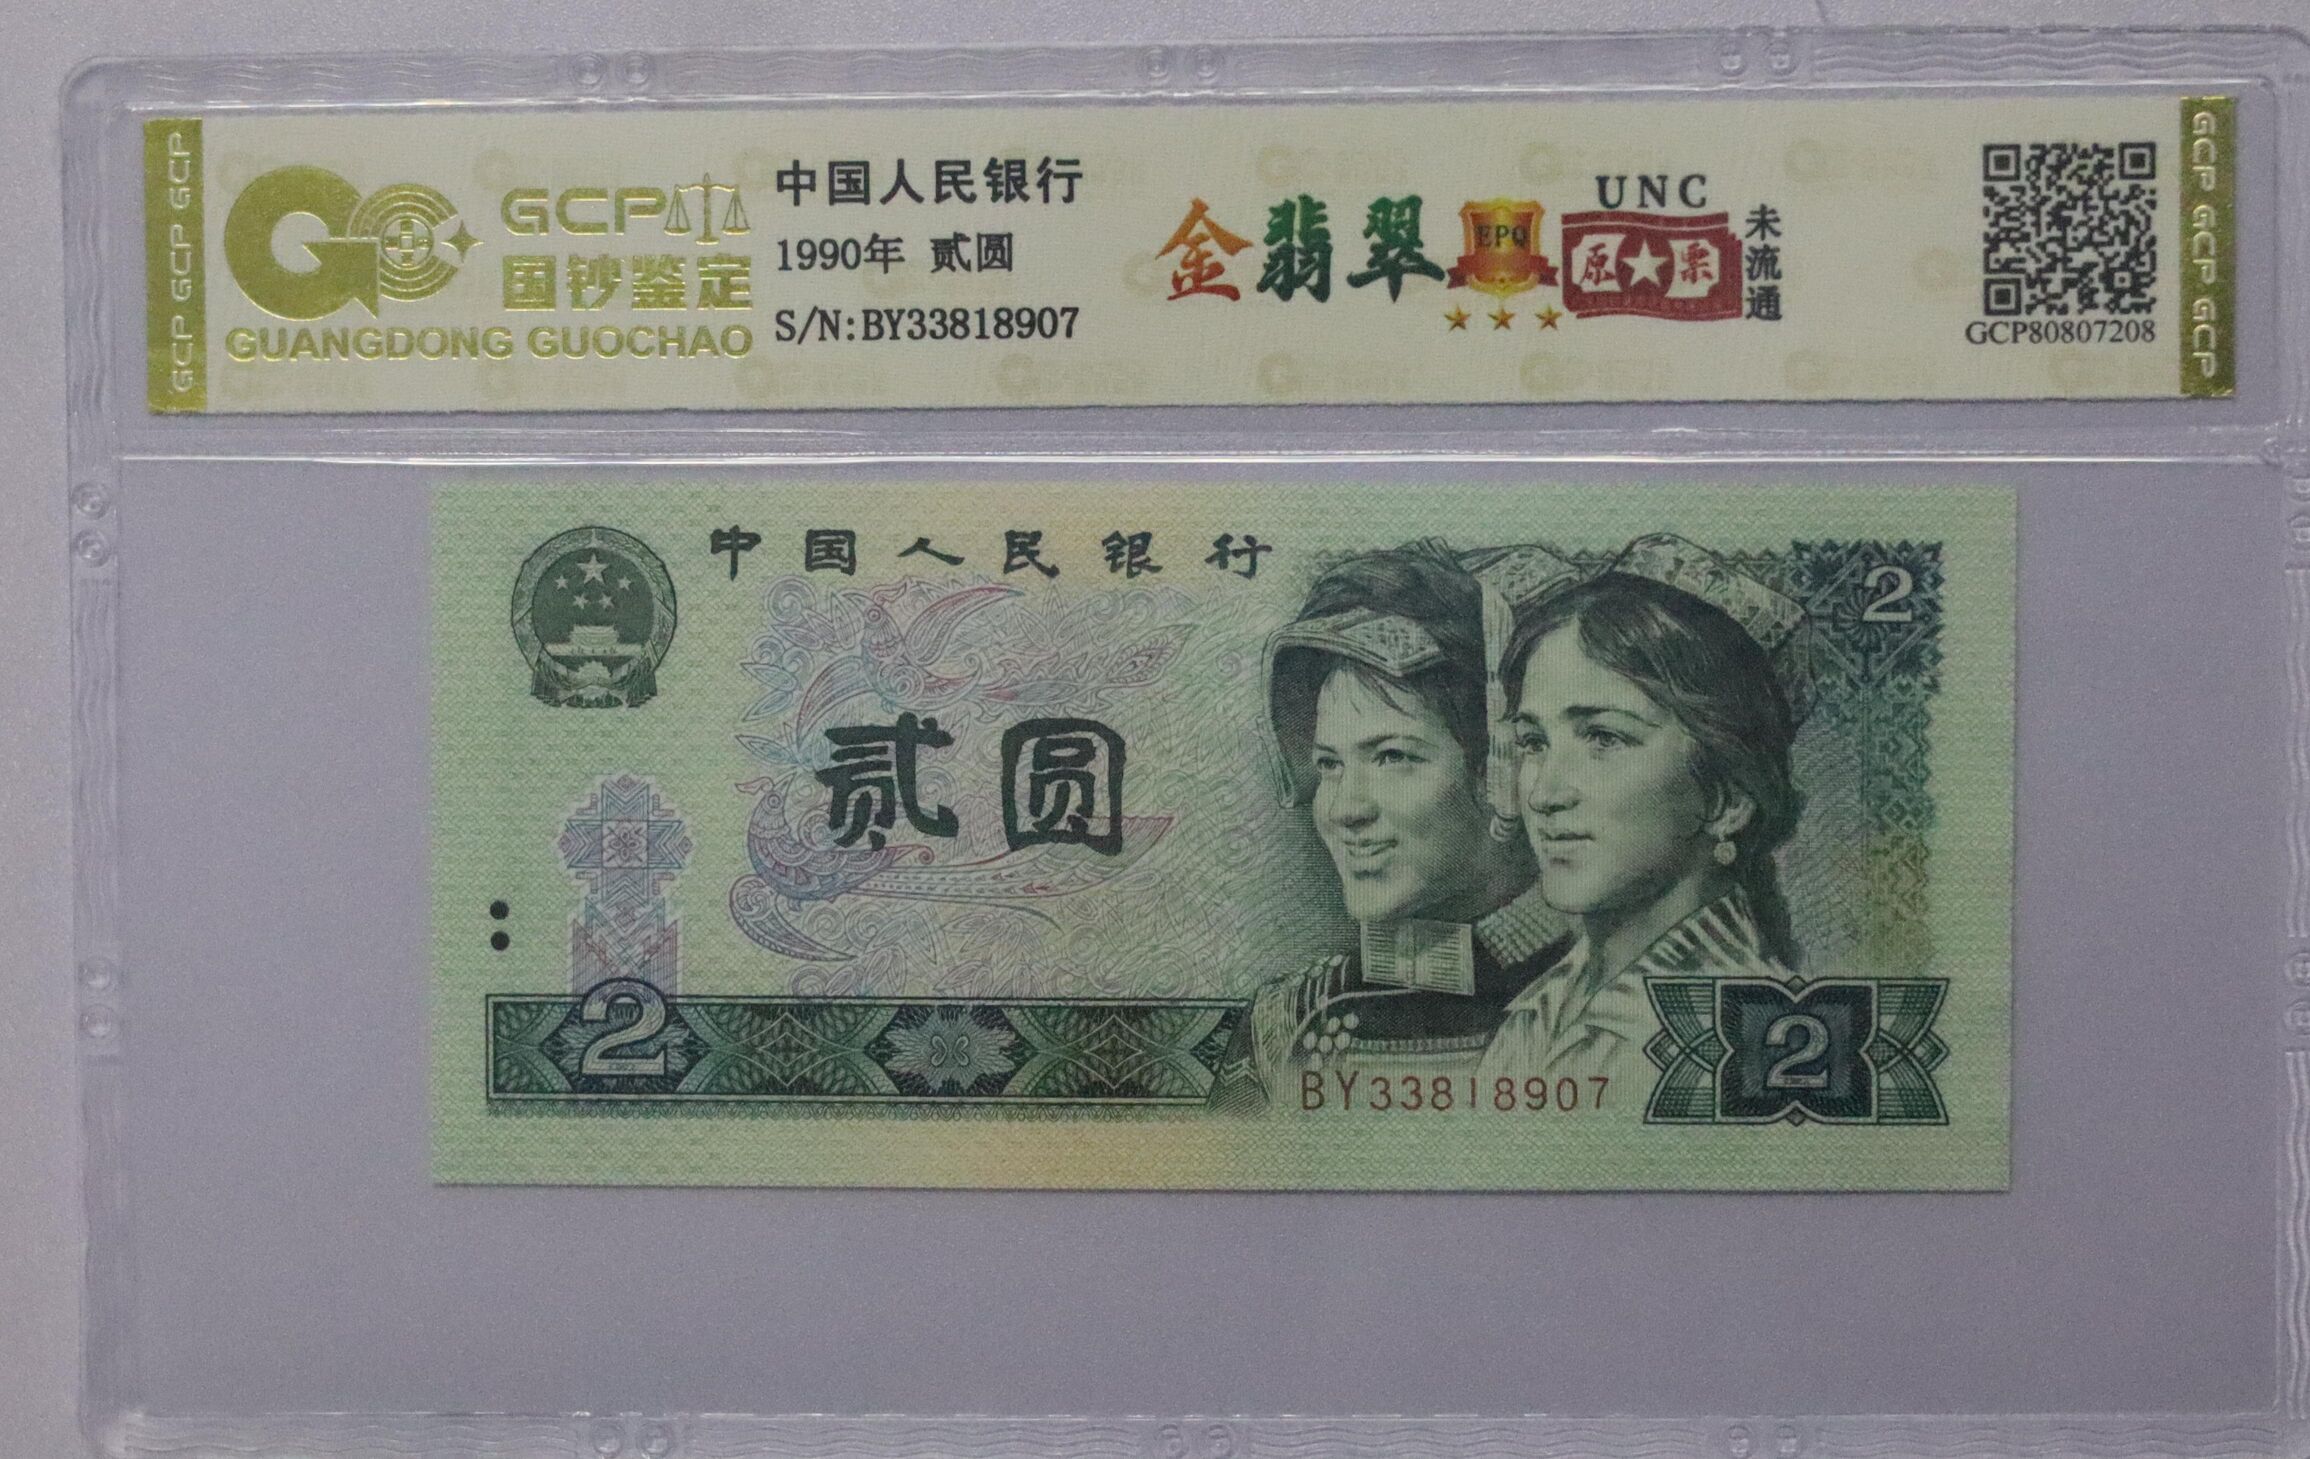 GCP GCP GCP
GCP
国钞鉴定
GUANGDONG GUOCHAO
中国人民银行
1990年 贰圆
S/N:BY33818907
金翡翠
EPQ
UNC
原票
未流通
GCP80807208
GCP GCP GCP
中国人民银行
2
贰圆
2
BY33818907
2